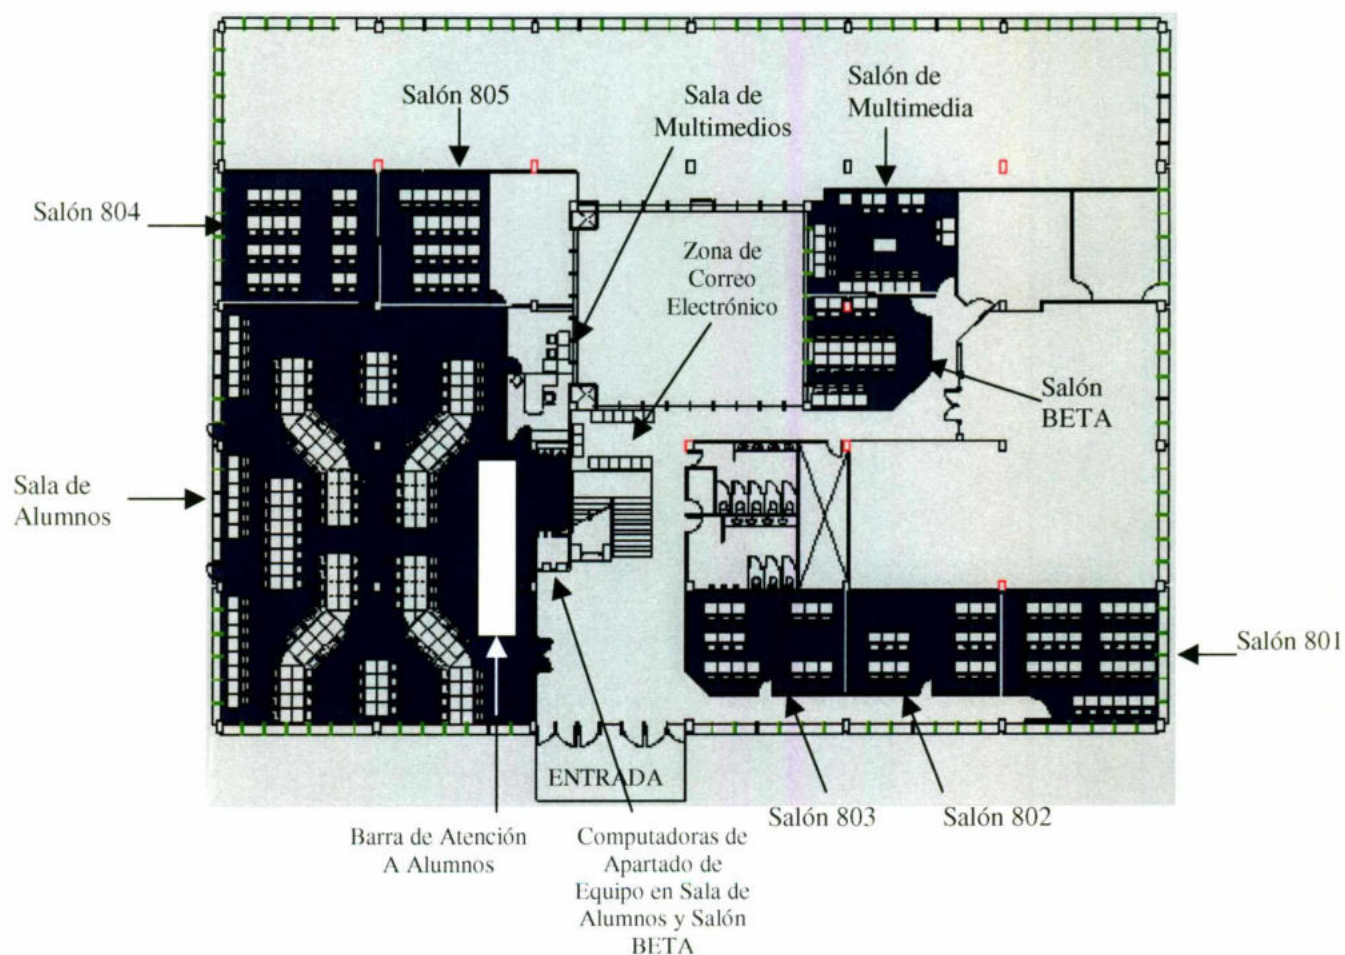 Salón 805
Sala de
Multimedios
Salón de
Multimedia
Salón 804
Zona de
Correo
Electrónico
Salón
BETA
Sala de
Alumnos
Salón 801
ENTRADA
Salón 803
Salón 802
Barra de Atención
A Alumnos
Computadoras de
Apartado de
Equipo en Sala de
Alumnos y Salón
BETA